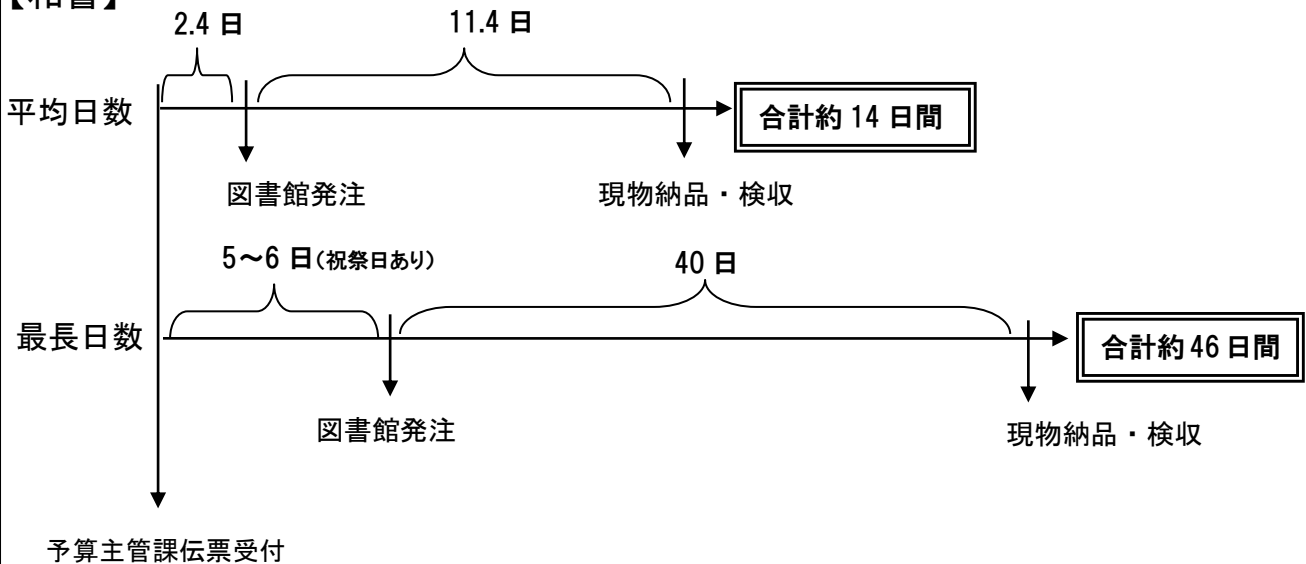 【和書】
2.4 日
11.4 日
平均日数
合計約 14 日間
図書館発注
現物納品・検収
5～6 日(祝祭日あり)
40 日
最長日数
合計約 46 日間
図書館発注
現物納品・検収
予算主管課伝票受付